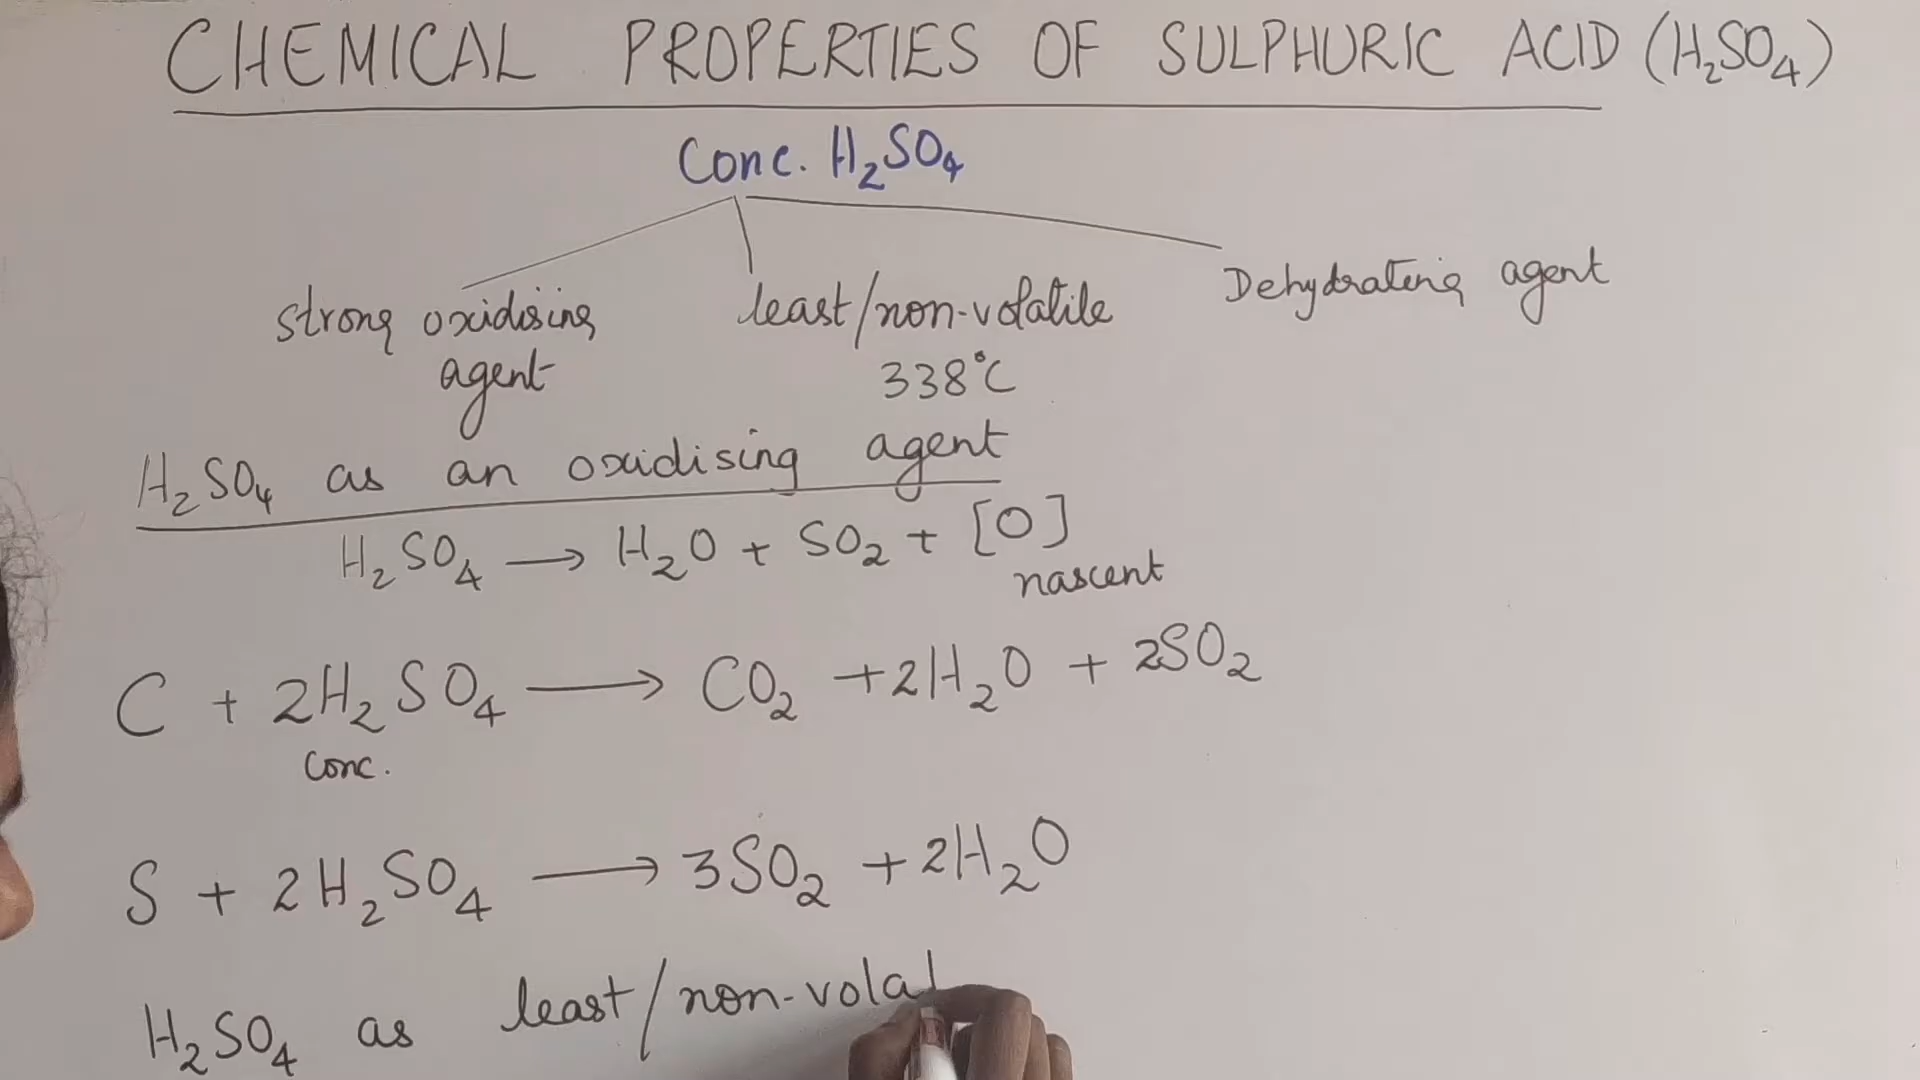 CHEMICAL PROPERTIES OF SULPHURIC ACID (H₂SO₄)
Conc. H₂SO₄
strong oxidising agent
least/non-volatile
338°C
Dehydrating agent
H₂SO₄ as an oxidising agent
H₂SO₄ → H₂O + SO₂ + [O]
nascent
C + 2H₂SO₄ → CO₂ + 2H₂O + 2SO₂
conc.
S + 2H₂SO₄ → 3SO₂ + 2H₂O
H₂SO₄ as least/non-vola